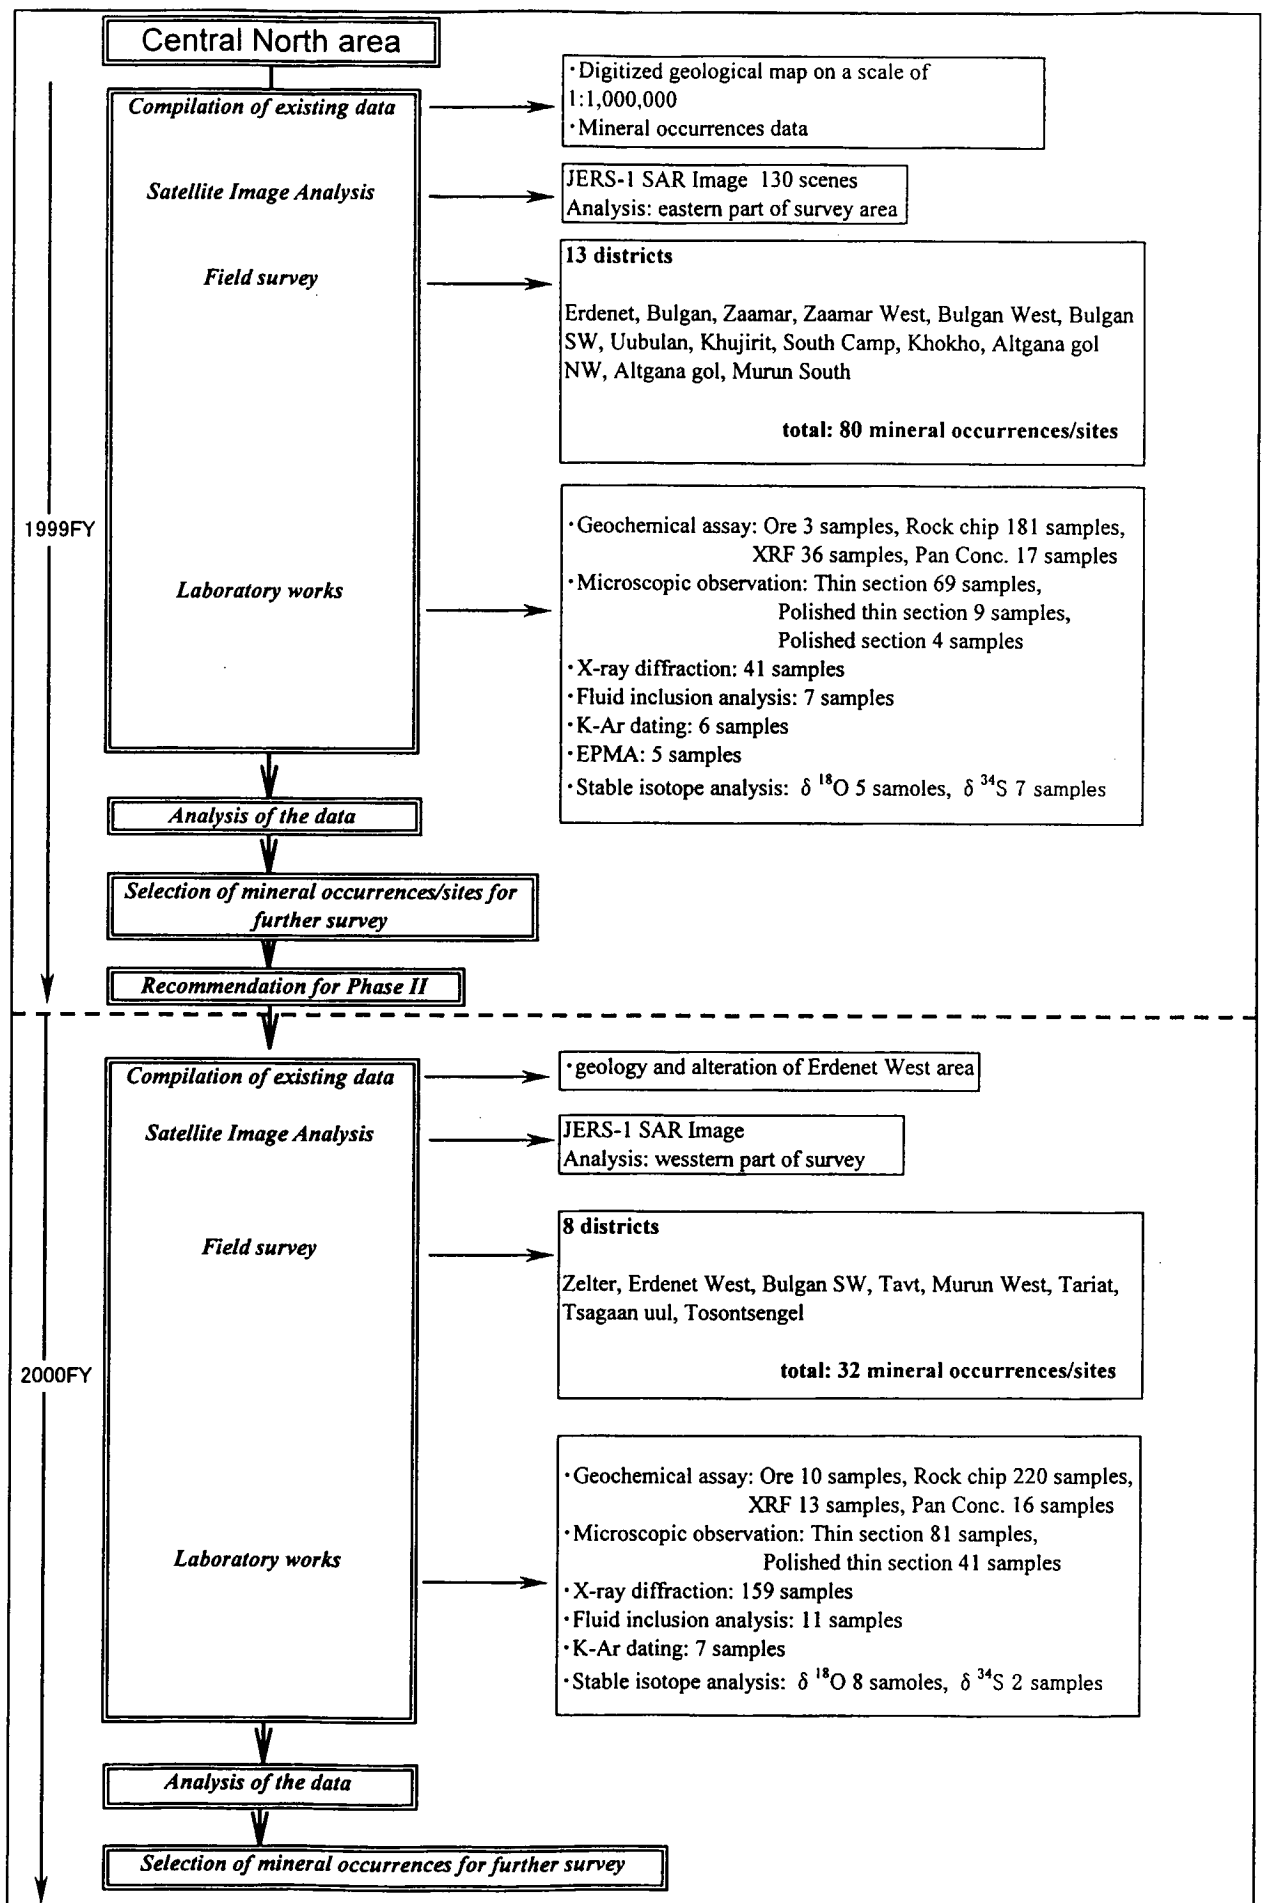 Central North area
Compilation of existing data
・Digitized geological map on a scale of
1:1,000,000
・Mineral occurrences data
Satellite Image Analysis
JERS-1 SAR Image 130 scenes
Analysis: eastern part of survey area
Field survey
13 districts
Erdenet, Bulgan, Zaamar, Zaamar West, Bulgan West, Bulgan
SW, Uubulan, Khujirit, South Camp, Khokho, Altgana gol
NW, Altgana gol, Murun South
total: 80 mineral occurrences/sites
1999FY
Laboratory works
・Geochemical assay: Ore 3 samples, Rock chip 181 samples,
XRF 36 samples, Pan Conc. 17 samples
・Microscopic observation: Thin section 69 samples,
Polished thin section 9 samples,
Polished section 4 samples
・X-ray diffraction: 41 samples
・Fluid inclusion analysis: 7 samples
・K-Ar dating: 6 samples
・EPMA: 5 samples
・Stable isotope analysis: δ ¹⁸O 5 samoles, δ ³⁴S 7 samples
Analysis of the data
Selection of mineral occurrences/sites for
further survey
Recommendation for Phase II
Compilation of existing data
・geology and alteration of Erdenet West area
Satellite Image Analysis
JERS-1 SAR Image
Analysis: wesstern part of survey
Field survey
8 districts
Zelter, Erdenet West, Bulgan SW, Tavt, Murun West, Tariat,
Tsagaan uul, Tosontsengel
total: 32 mineral occurrences/sites
2000FY
Laboratory works
・Geochemical assay: Ore 10 samples, Rock chip 220 samples,
XRF 13 samples, Pan Conc. 16 samples
・Microscopic observation: Thin section 81 samples,
Polished thin section 41 samples
・X-ray diffraction: 159 samples
・Fluid inclusion analysis: 11 samples
・K-Ar dating: 7 samples
・Stable isotope analysis: δ ¹⁸O 8 samoles, δ ³⁴S 2 samples
Analysis of the data
Selection of mineral occurrences for further survey